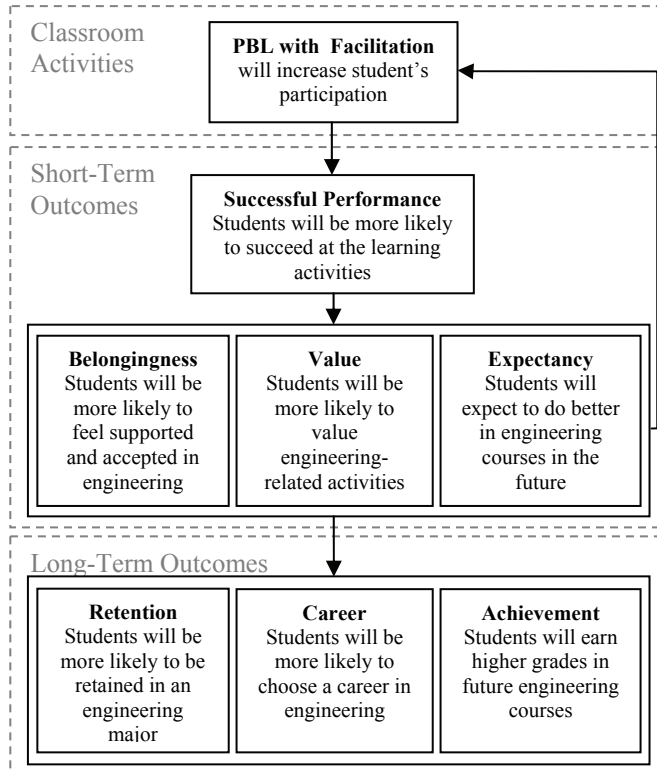 Classroom
Activities
PBL with Facilitation
will increase student’s
participation
Short-Term
Outcomes
Successful Performance
Students will be more likely
to succeed at the learning
activities
Belongingness
Students will be
more likely to
feel supported
and accepted in
engineering
Value
Students will be
more likely to
value
engineering-
related activities
Expectancy
Students will
expect to do better
in engineering
courses in the
future
Long-Term Outcomes
Retention
Students will be
more likely to be
retained in an
engineering
major
Career
Students will be
more likely to
choose a career in
engineering
Achievement
Students will earn
higher grades in
future engineering
courses